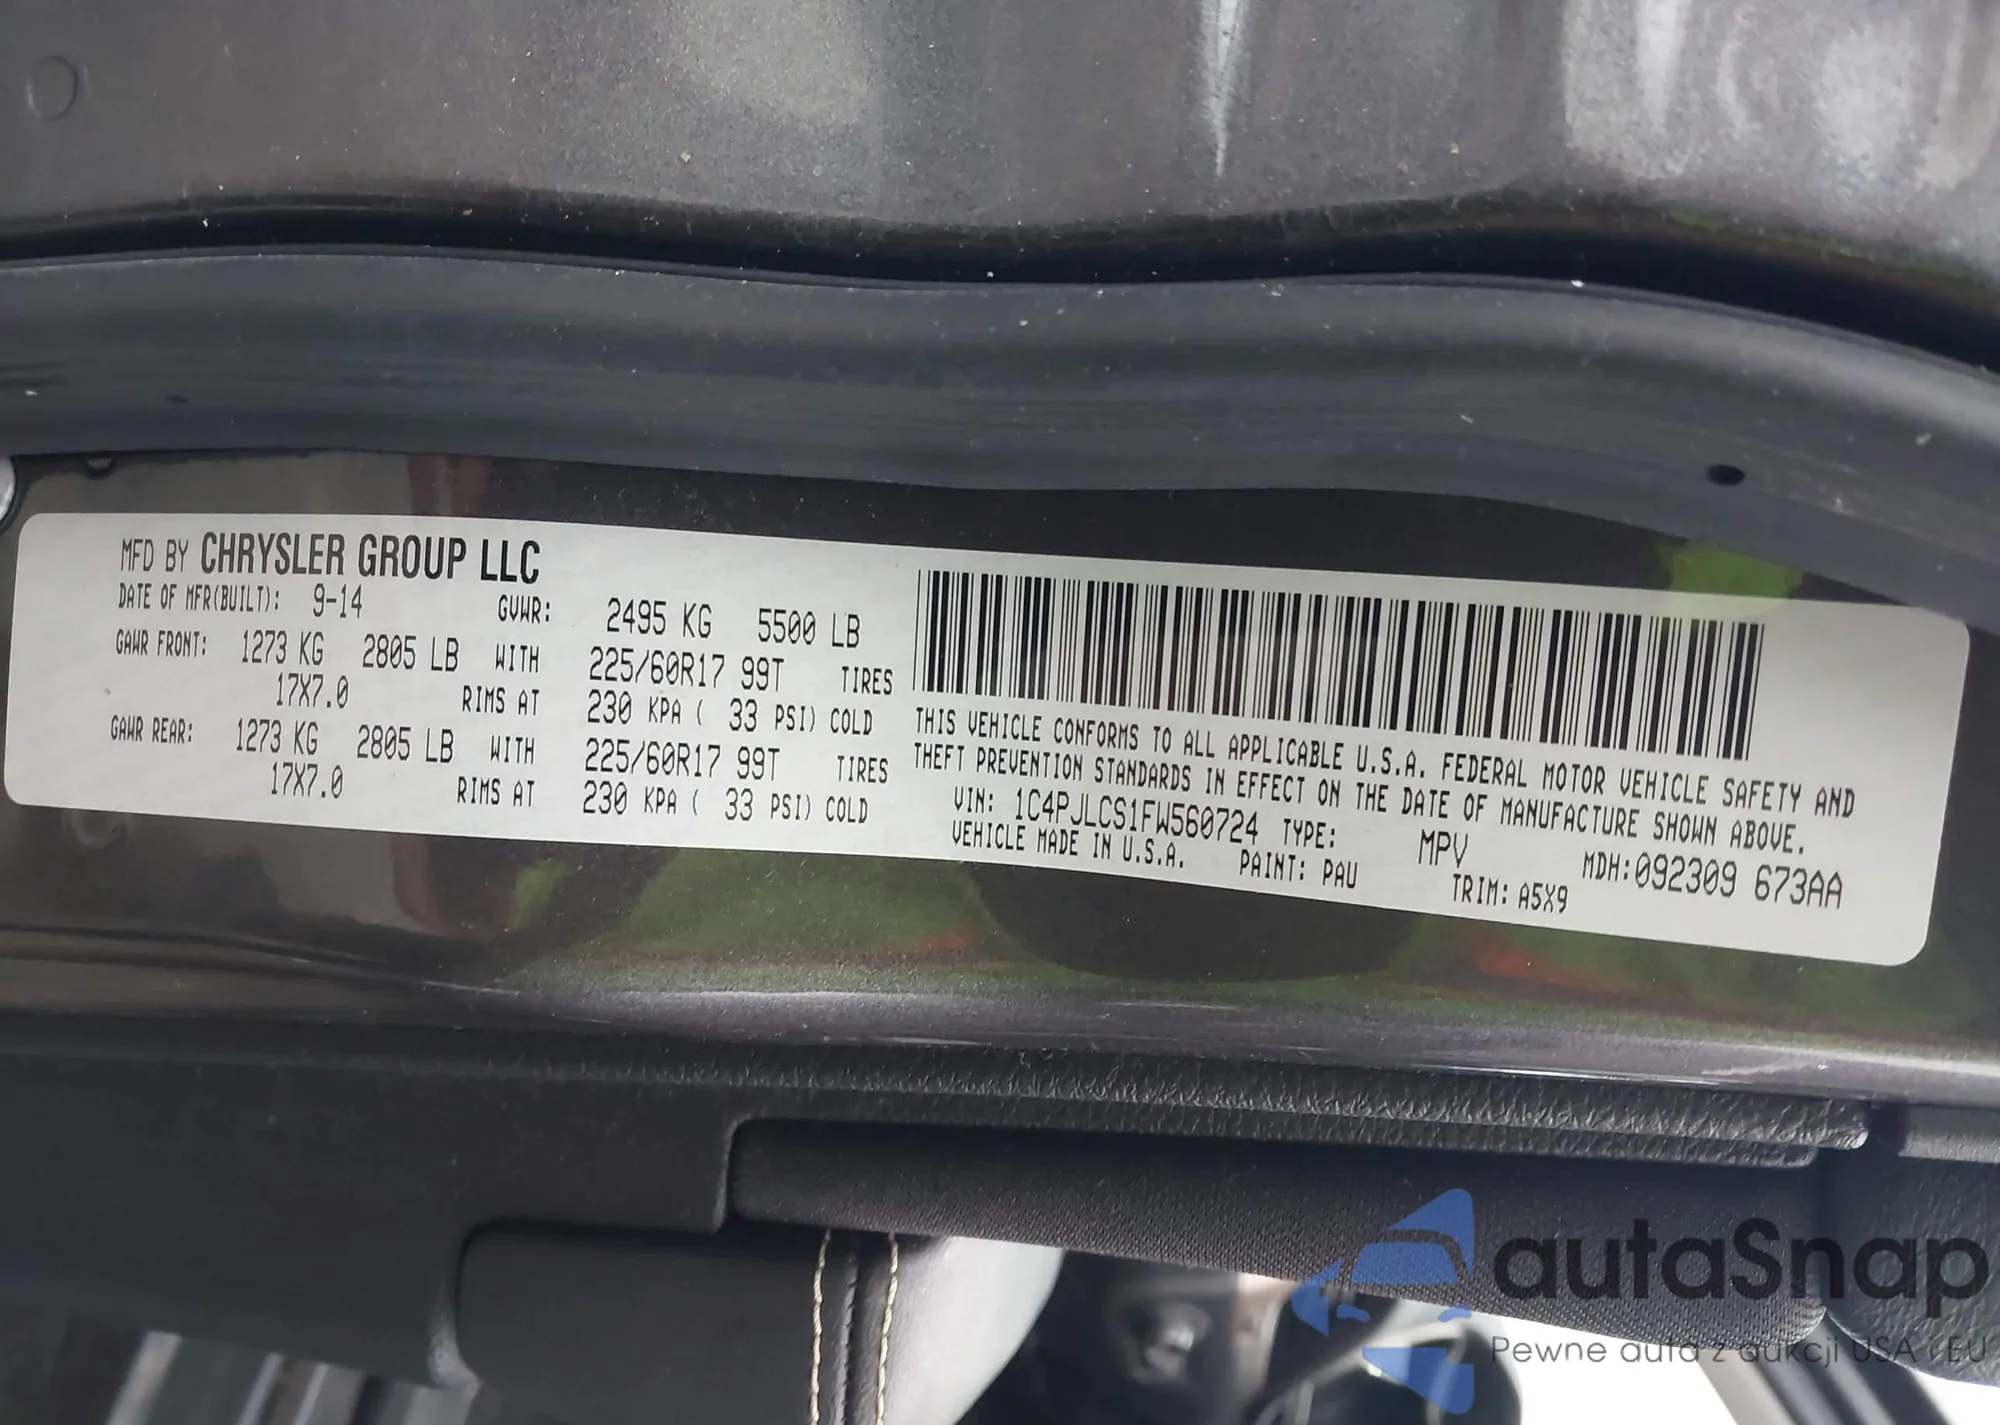 MFD BY CHRYSLER GROUP LLC
DATE OF MFR(BUILT): 9-14 GVWR: 2495 KG 5500 LB
GAWR FRONT: 1273 KG 2805 LB WITH 225/60R17 99T TIRES
17X7.0 RIMS AT 230 KPA ( 33 PSI) COLD
GAWR REAR: 1273 KG 2805 LB WITH 225/60R17 99T TIRES
17X7.0 RIMS AT 230 KPA ( 33 PSI) COLD
THIS VEHICLE CONFORMS TO ALL APPLICABLE U.S.A. FEDERAL MOTOR VEHICLE SAFETY AND
THEFT PREVENTION STANDARDS IN EFFECT ON THE DATE OF MANUFACTURE SHOWN ABOVE.
VIN: 1C4PJLCS1FW560724 TYPE: MPV MDH:092309 673AA
VEHICLE MADE IN U.S.A. PAINT: PAU TRIM: A5X9
autaSnap
Pewne auta z aukcji USA i EU